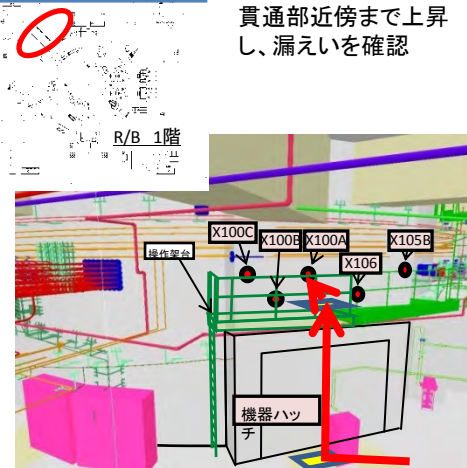 貫通部近傍まで上昇
し、漏えいを確認
R/B 1階
X100C
X100B
X100A
X106
X105B
操作架台
機器ハッ
チ